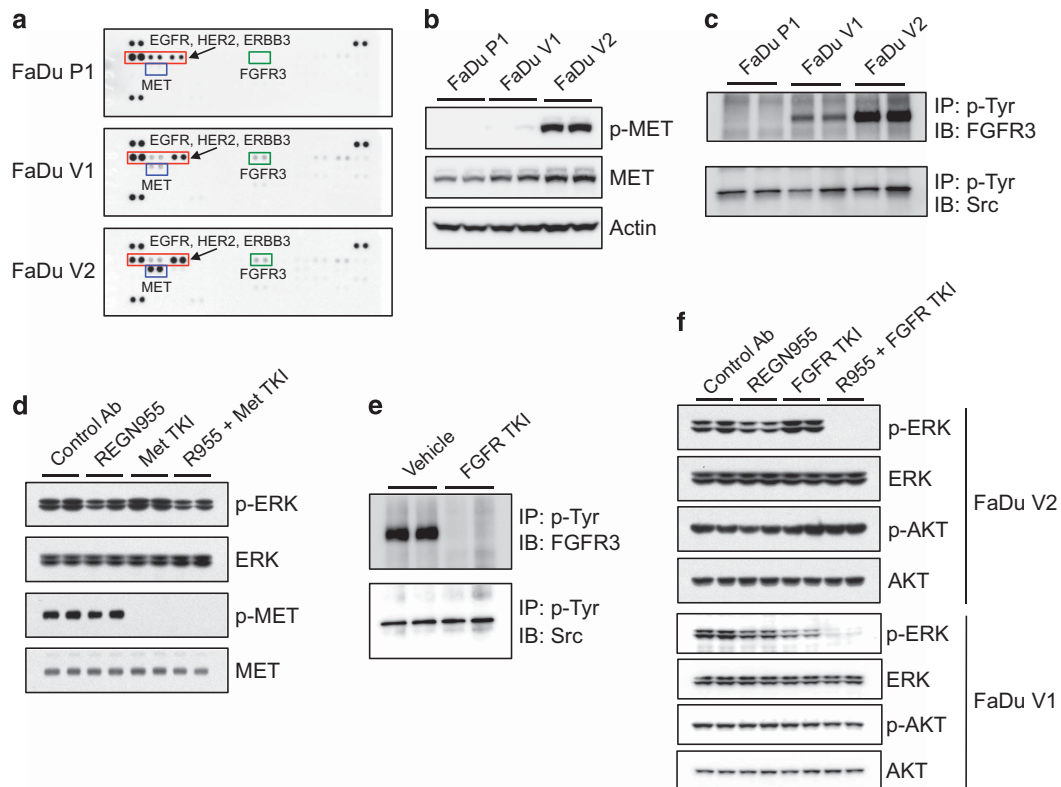 a
FaDu P1
EGFR, HER2, ERBB3
MET
FGFR3
FaDu V1
EGFR, HER2, ERBB3
MET
FGFR3
FaDu V2
EGFR, HER2, ERBB3
MET
FGFR3
b
FaDu P1
FaDu V1
FaDu V2
p-MET
MET
Actin
c
FaDu P1
FaDu V1
FaDu V2
IP: p-Tyr
IB: FGFR3
IP: p-Tyr
IB: Src
d
Control Ab
REGN955
Met TKI
R955 + Met TKI
p-ERK
ERK
p-MET
MET
e
Vehicle
FGFR TKI
IP: p-Tyr
IB: FGFR3
IP: p-Tyr
IB: Src
f
Control Ab
REGN955
FGFR TKI
R955 + FGFR TKI
p-ERK
ERK
p-AKT
AKT
FaDu V2
p-ERK
ERK
p-AKT
AKT
FaDu V1